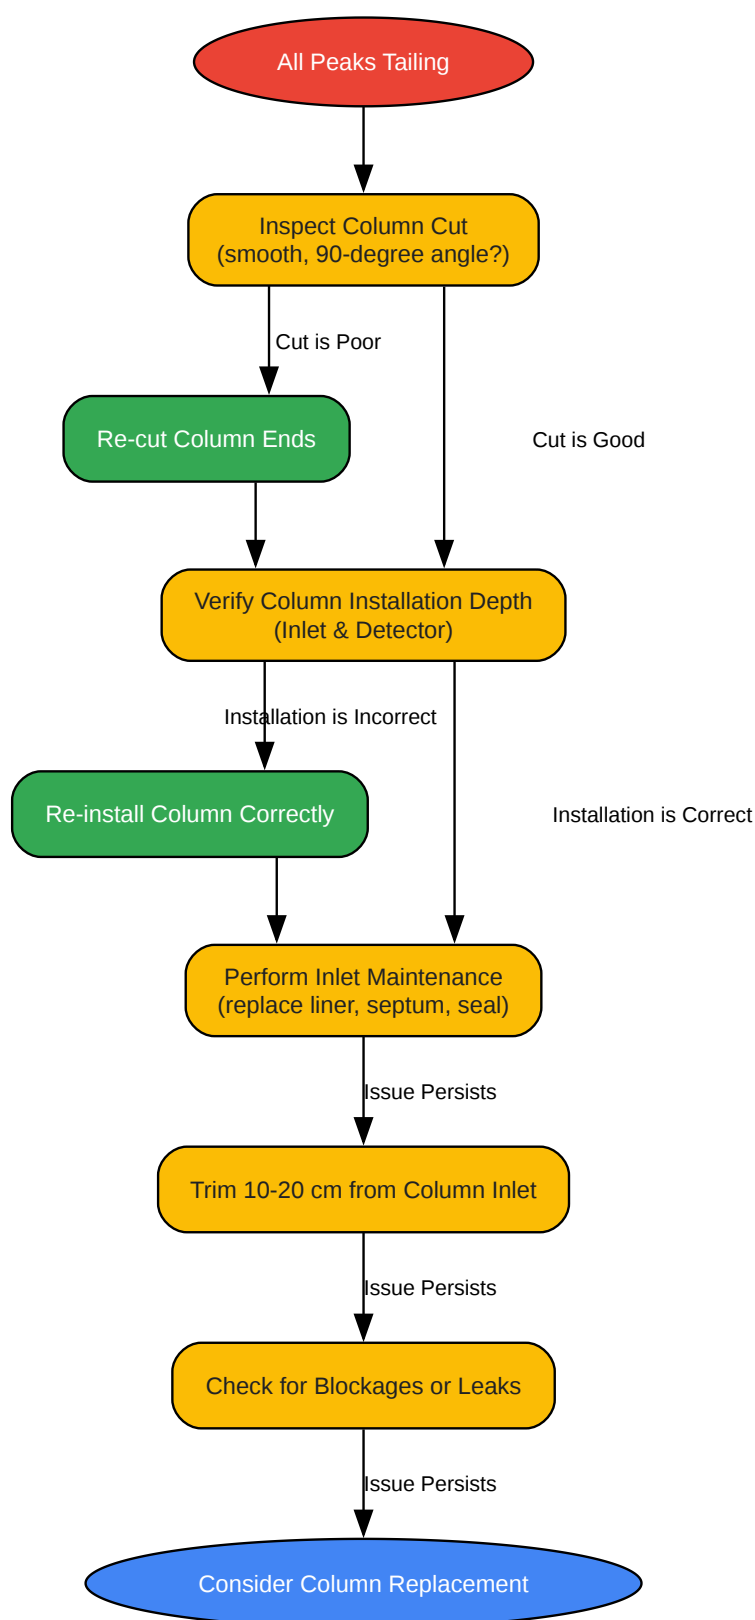 All Peaks Tailing
Inspect Column Cut
(smooth, 90-degree angle?)
Cut is Poor
Re-cut Column Ends
Cut is Good
Verify Column Installation Depth
(Inlet & Detector)
Installation is Incorrect
Re-install Column Correctly
Installation is Correct
Perform Inlet Maintenance
(replace liner, septum, seal)
Issue Persists
Trim 10-20 cm from Column Inlet
Issue Persists
Check for Blockages or Leaks
Issue Persists
Consider Column Replacement